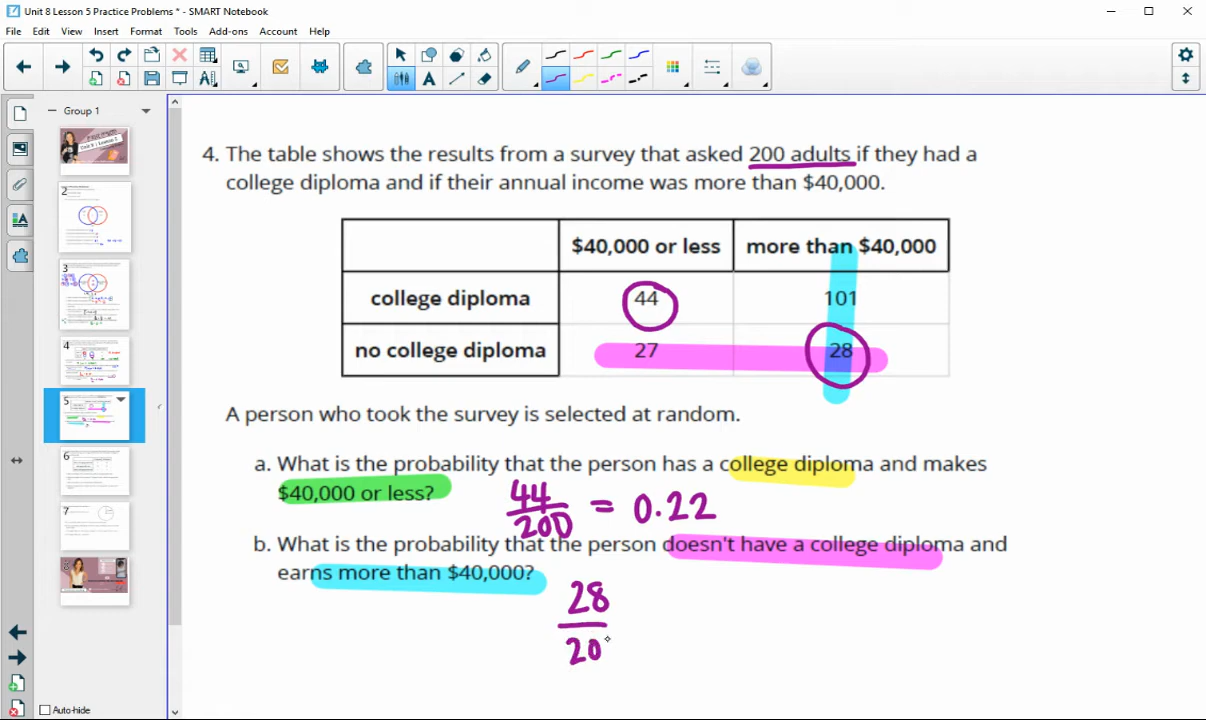 Unit 8 Lesson 5 Practice Problems * - SMART Notebook
File Edit View Insert Format Tools Add-ons Account Help
Group 1
2
3
4
5
6
7
Auto-hide
4. The table shows the results from a survey that asked 200 adults if they had a
college diploma and if their annual income was more than $40,000.
$40,000 or less more than $40,000
college diploma 44 101
no college diploma 27 28
A person who took the survey is selected at random.
a. What is the probability that the person has a college diploma and makes
$40,000 or less?
44
200 = 0.22
b. What is the probability that the person doesn't have a college diploma and
earns more than $40,000?
28
20